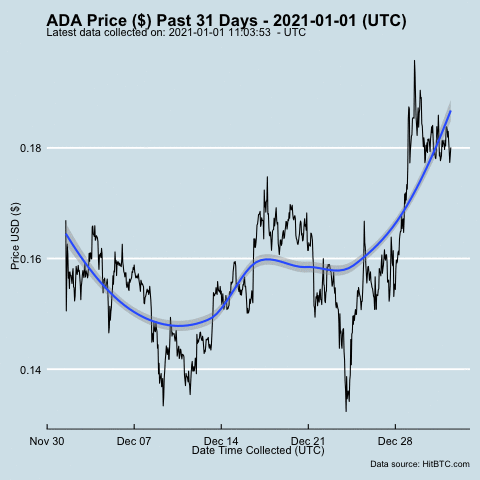 ADA Price ($) Past 31 Days - 2021-01-01 (UTC)
Latest data collected on: 2021-01-01 11:03:53 - UTC
0.18
0.16
0.14
Price USD ($)
Nov 30 Dec 07 Dec 14 Dec 21 Dec 28
Date Time Collected (UTC)
Data source: HitBTC.com